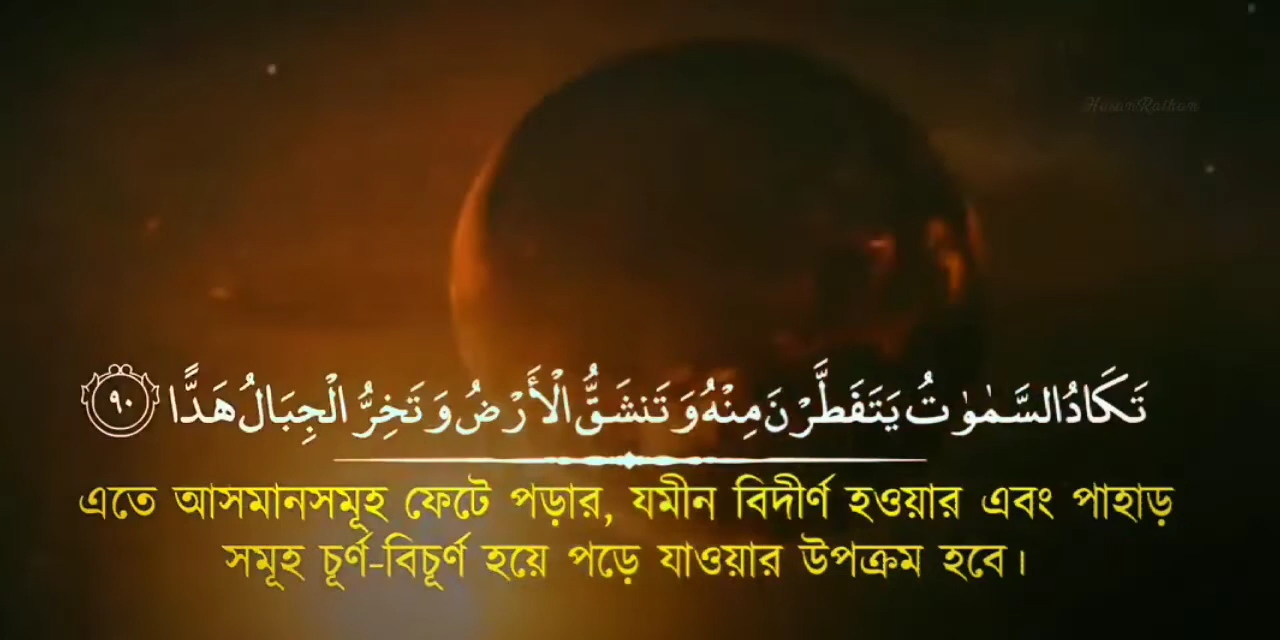 HasanRaihan
تَكَادُ السَّمٰوٰتُ يَتَفَطَّرْنَ مِنْهُ وَتَنشَقُّ الْأَرْضُ وَتَخِرُّ الْجِبَالُ هَدًّا ٩٠
এতে আসমানসমূহ ফেটে পড়ার, যমীন বিদীর্ণ হওয়ার এবং পাহাড়
সমূহ চূর্ণ-বিচূর্ণ হয়ে পড়ে যাওয়ার উপক্রম হবে।